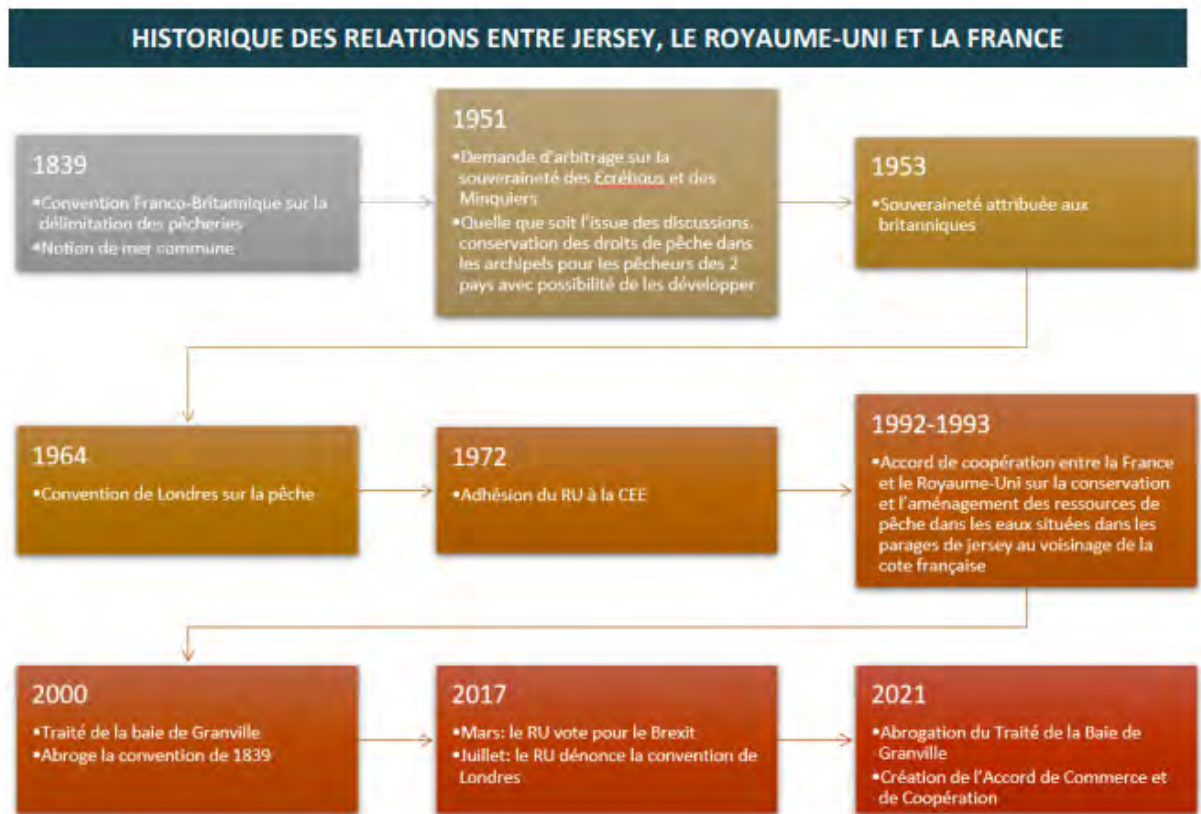 HISTORIQUE DES RELATIONS ENTRE JERSEY, LE ROYAUME-UNI ET LA FRANCE
1839
•Convention Franco-Britannique sur la
délimitation des pêcheries
•Notion de mer commune
1951
•Demande d'arbitrage sur la
souveraineté des Ecréhous et des
Minquiers
•Quelle que soit l'issue des discussions,
conservation des droits de pêche dans
les archipels pour les pêcheurs des 2
pays avec possibilité de les développer
1953
•Souveraineté attribuée aux
britanniques
1964
•Convention de Londres sur la pêche
1972
•Adhésion du RU à la CEE
1992-1993
•Accord de coopération entre la France
et le Royaume-Uni sur la conservation
et l'aménagement des ressources de
pêche dans les eaux situées dans les
parages de jersey au voisinage de la
cote française
2000
•Traité de la baie de Granville
•Abroge la convention de 1839
2017
•Mars: le RU vote pour le Brexit
•Juillet: le RU dénonce la convention de
Londres
2021
•Abrogation du Traité de la Baie de
Granville
•Création de l'Accord de Commerce et
de Coopération